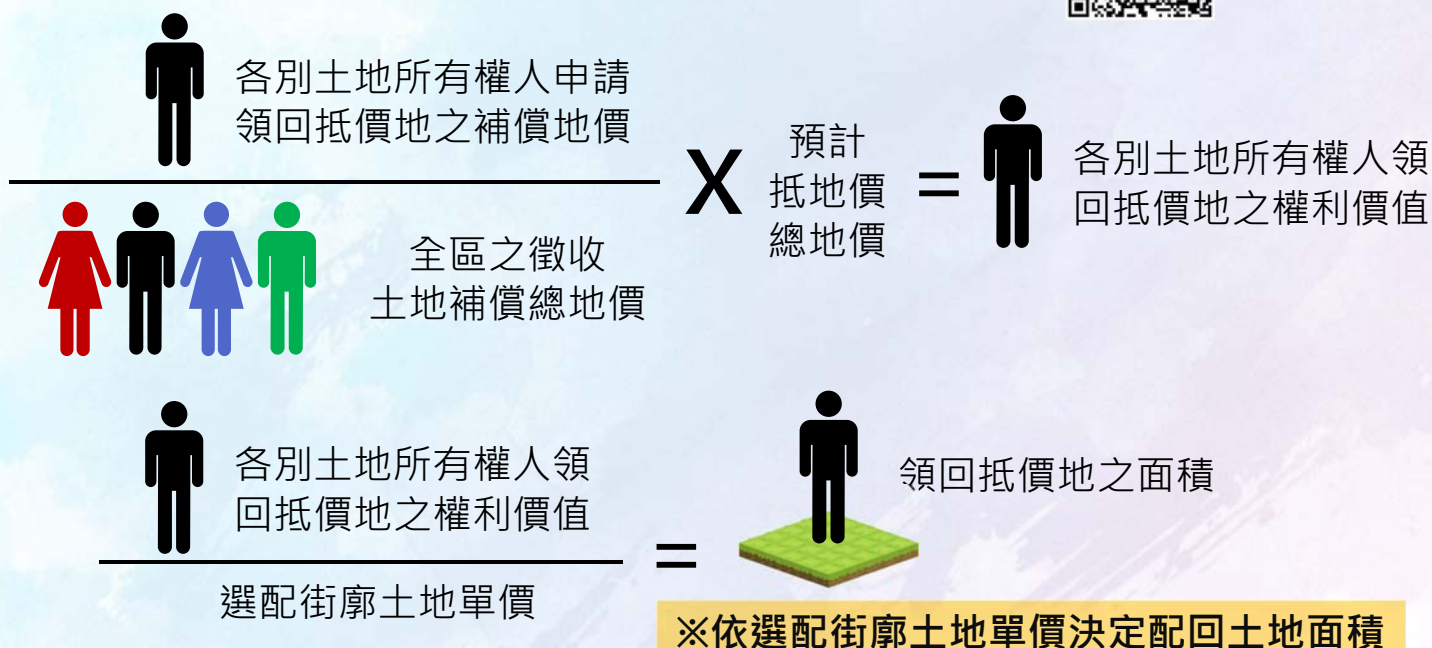 各別土地所有權人申請
領回抵價地之補償地價
全區之徵收
土地補償總地價
X
預計
抵地價
總地價
=
各別土地所有權人領
回抵價地之權利價值
各別土地所有權人領
回抵價地之權利價值
選配街廓土地單價
=
領回抵價地之面積
※依選配街廓土地單價決定配回土地面積